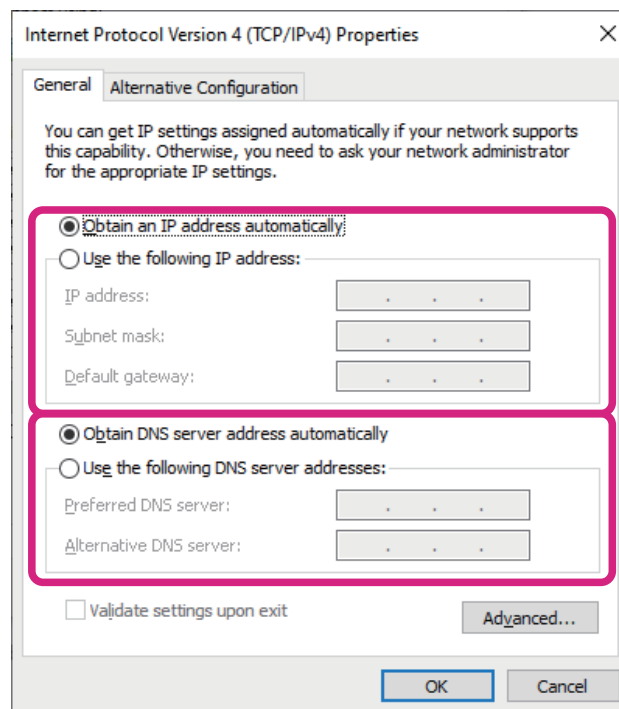 Internet Protocol Version 4 (TCP/IPv4) Properties
General
Alternative Configuration
You can get IP settings assigned automatically if your network supports
this capability. Otherwise, you need to ask your network administrator
for the appropriate IP settings.
Obtain an IP address automatically
Use the following IP address:
IP address:
Subnet mask:
Default gateway:
Obtain DNS server address automatically
Use the following DNS server addresses:
Preferred DNS server:
Alternative DNS server:
Validate settings upon exit
Advanced...
OK
Cancel